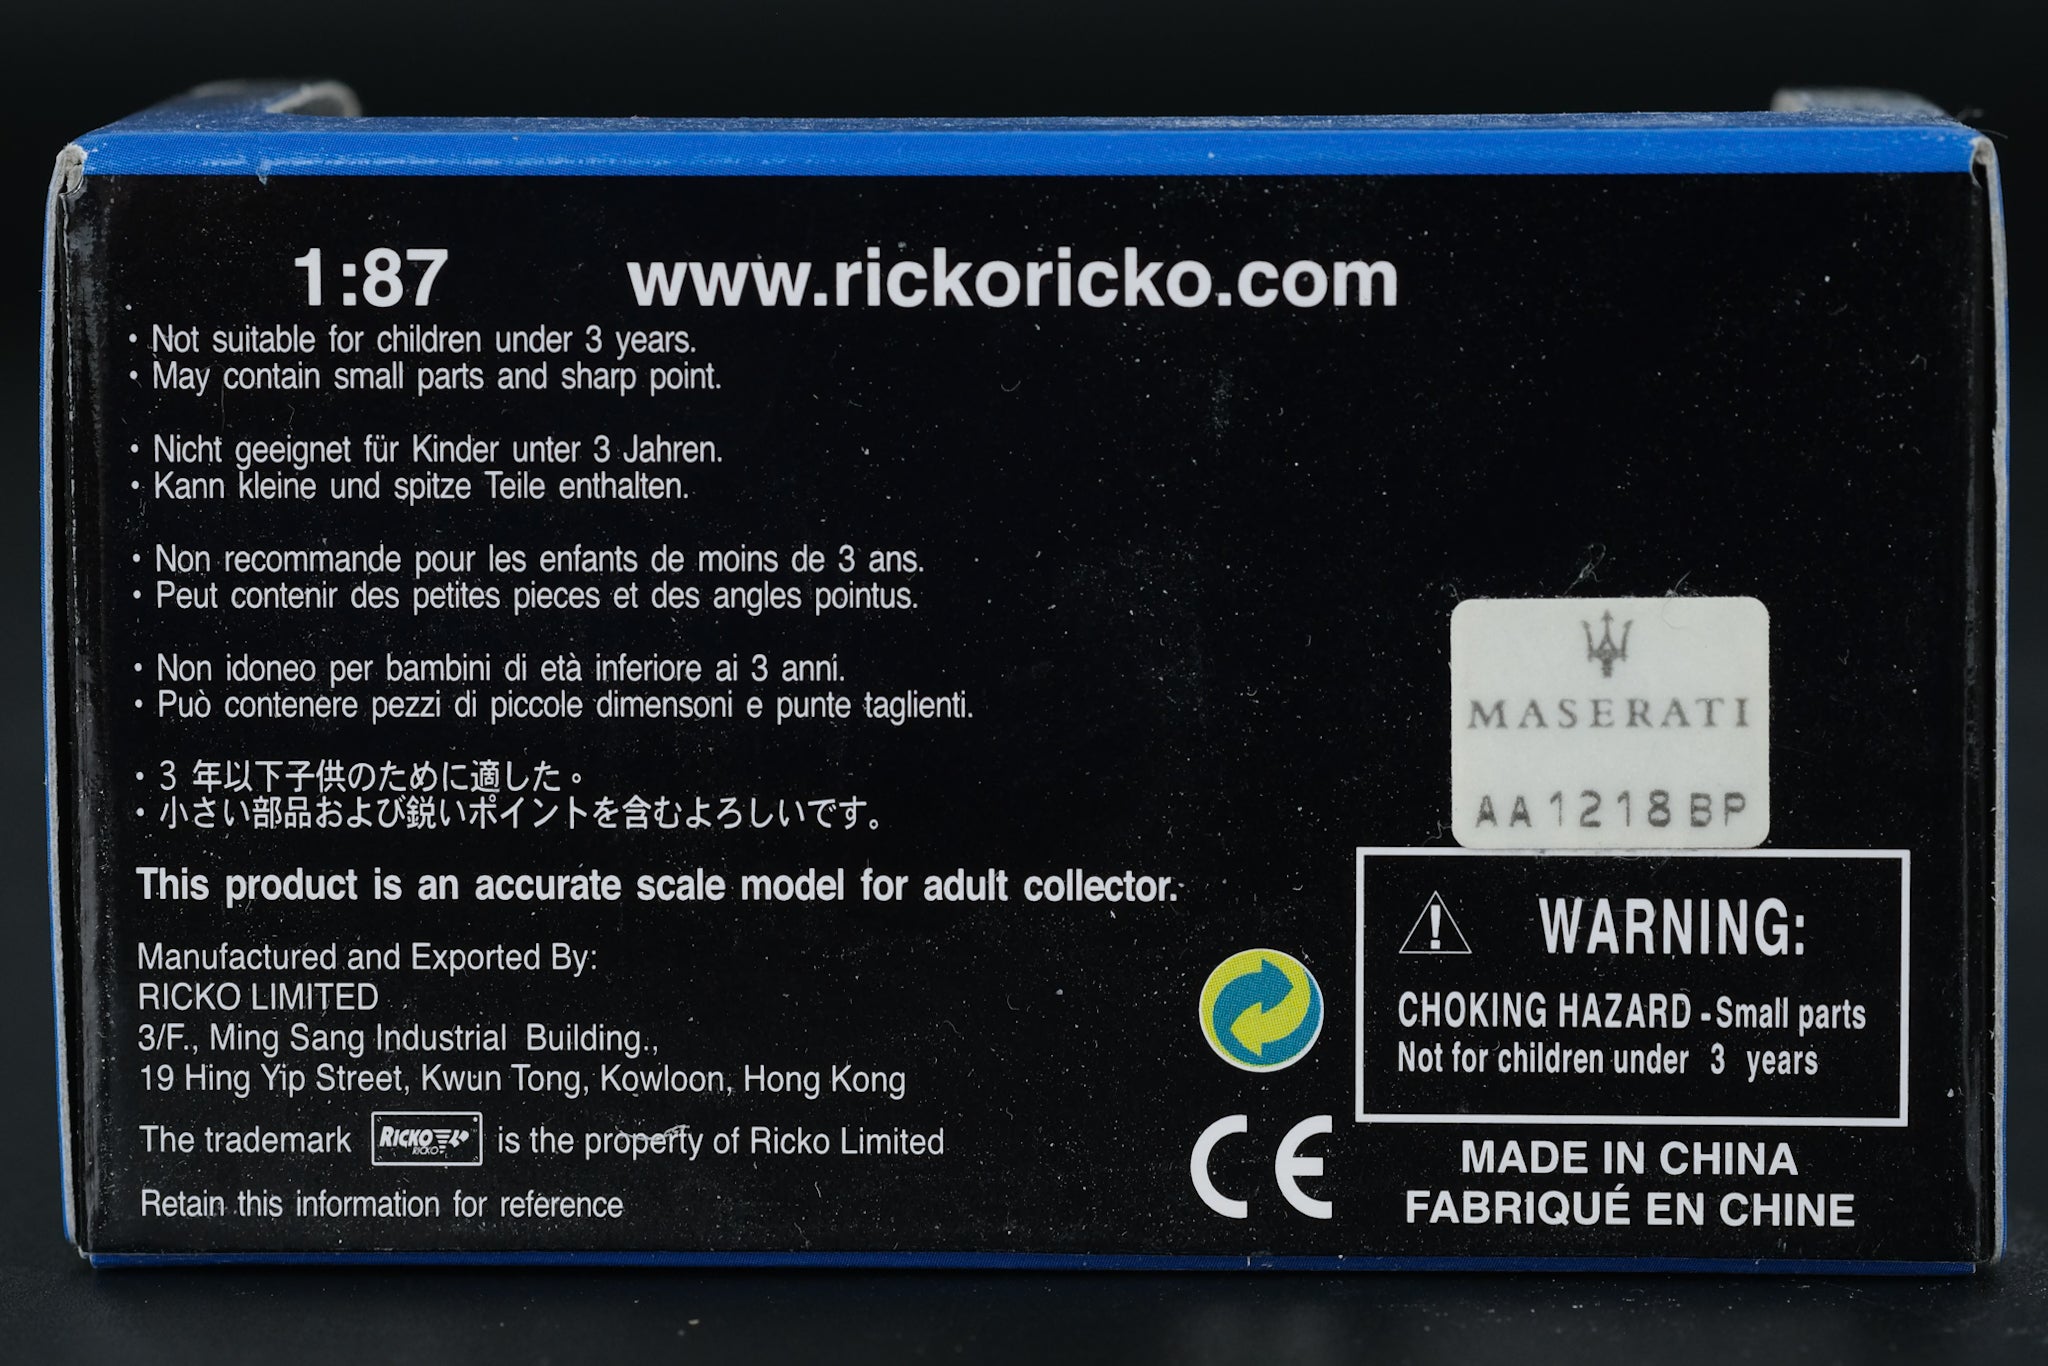 1:87 www.rickoricko.com
• Not suitable for children under 3 years.
• May contain small parts and sharp point.
• Nicht geeignet für Kinder unter 3 Jahren.
• Kann kleine und spitze Teile enthalten.
• Non recommande pour les enfants de moins de 3 ans.
• Peut contenir des petites pieces et des angles pointus.
• Non idoneo per bambini di età inferiore ai 3 anni.
• Può contenere pezzi di piccole dimensoni e punte taglienti.
• 3 年以下子供のために適した。
• 小さい部品および鋭いポイントを含むよろしいです。
This product is an accurate scale model for adult collector.
Manufactured and Exported By:
RICKO LIMITED
3/F., Ming Sang Industrial Building.,
19 Hing Yip Street, Kwun Tong, Kowloon, Hong Kong
The trademark RICKO RICKO is the property of Ricko Limited
Retain this information for reference
MASERATI
AA1218BP
! WARNING:
CHOKING HAZARD - Small parts
Not for children under 3 years
CE
MADE IN CHINA
FABRIQUÉ EN CHINE